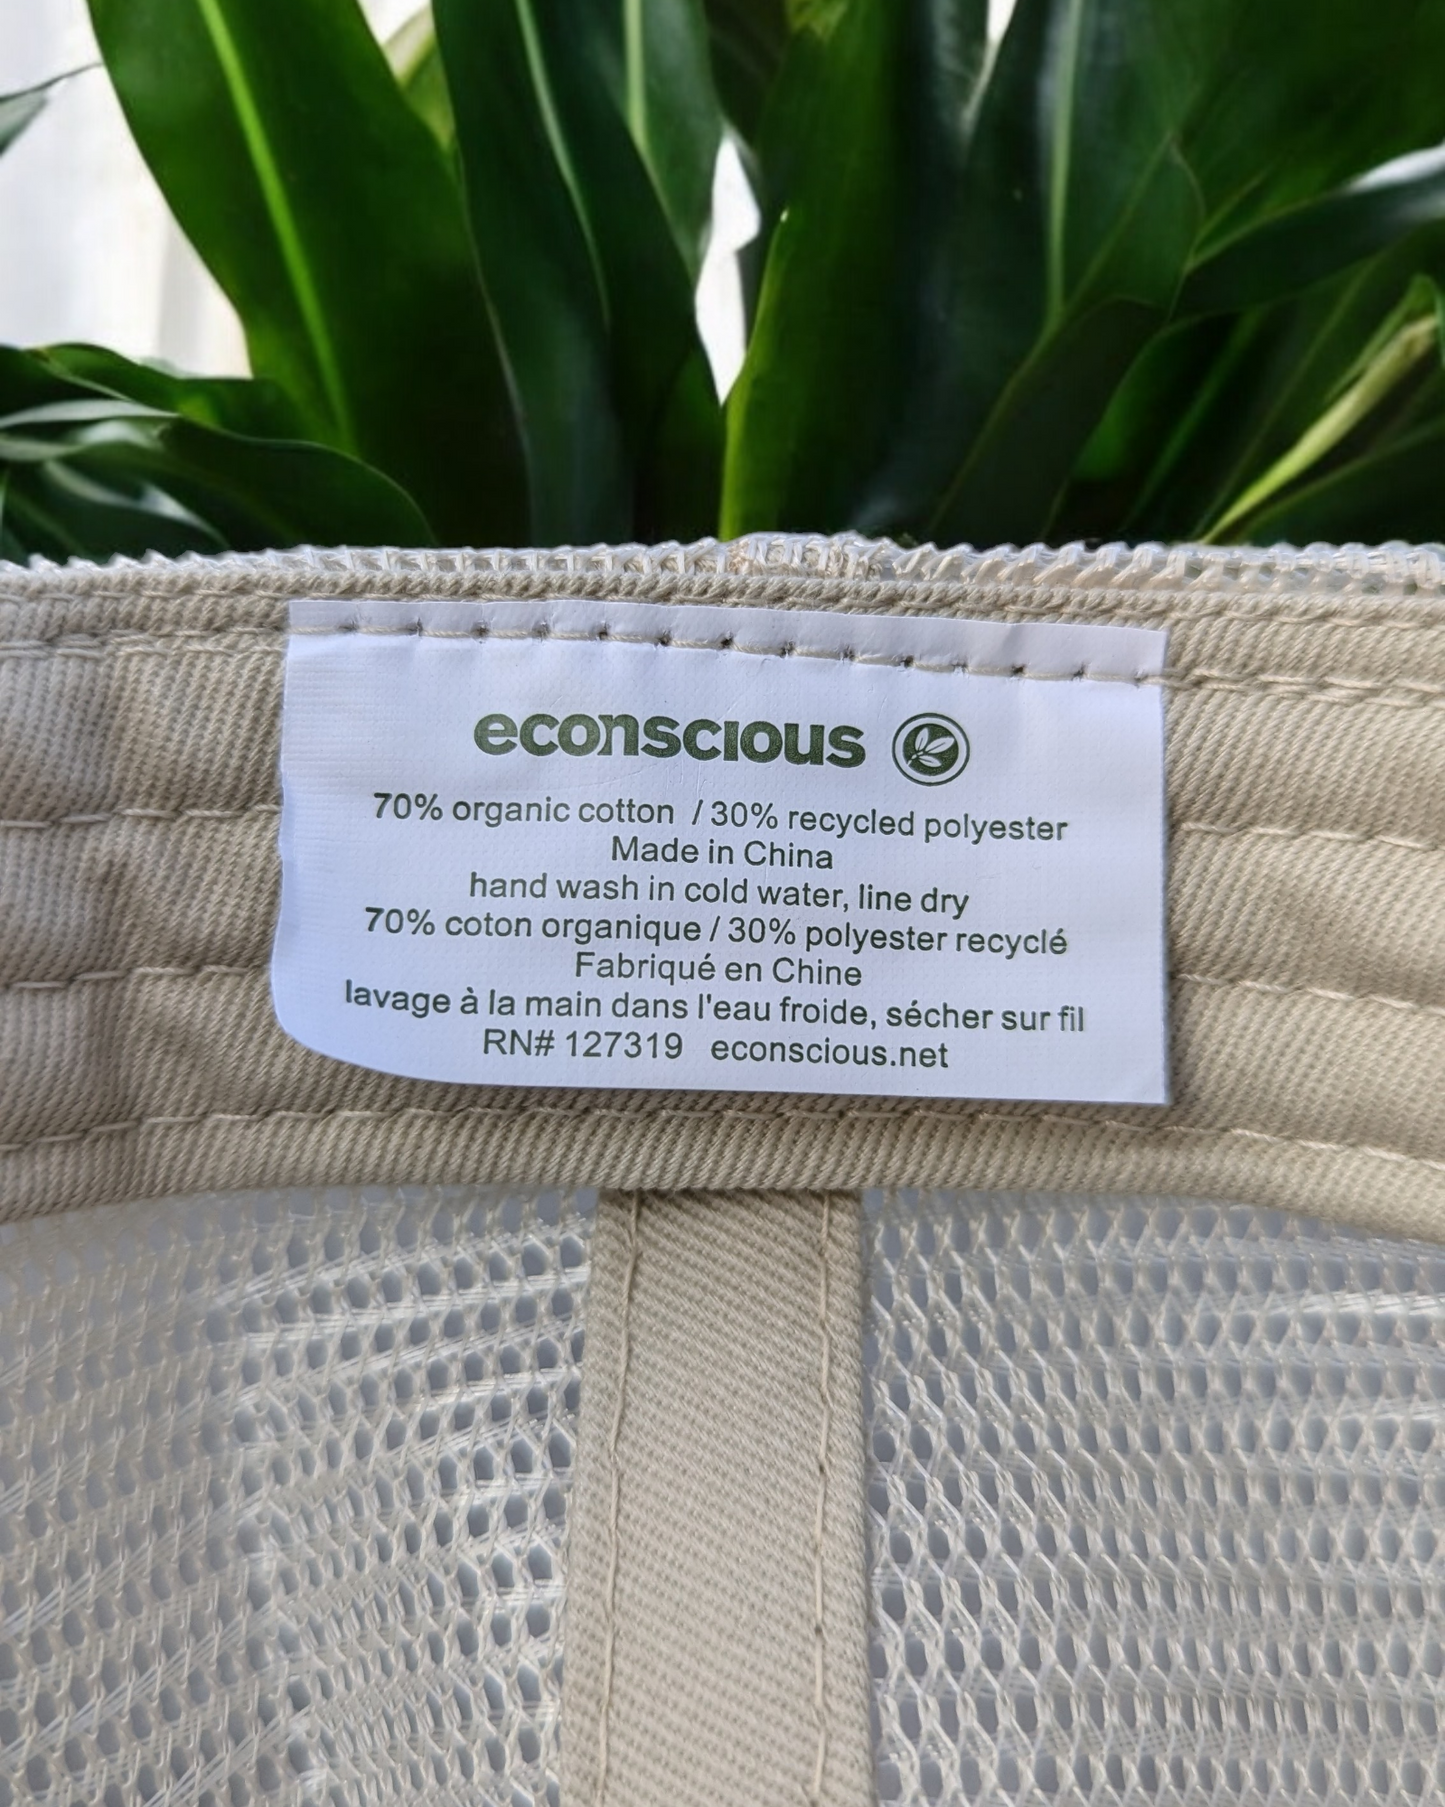 econscious
70% organic cotton / 30% recycled polyester
Made in China
hand wash in cold water, line dry
70% coton organique / 30% polyester recyclé
Fabriqué en Chine
lavage à la main dans l'eau froide, sécher sur fil
RN# 127319 econscious.net